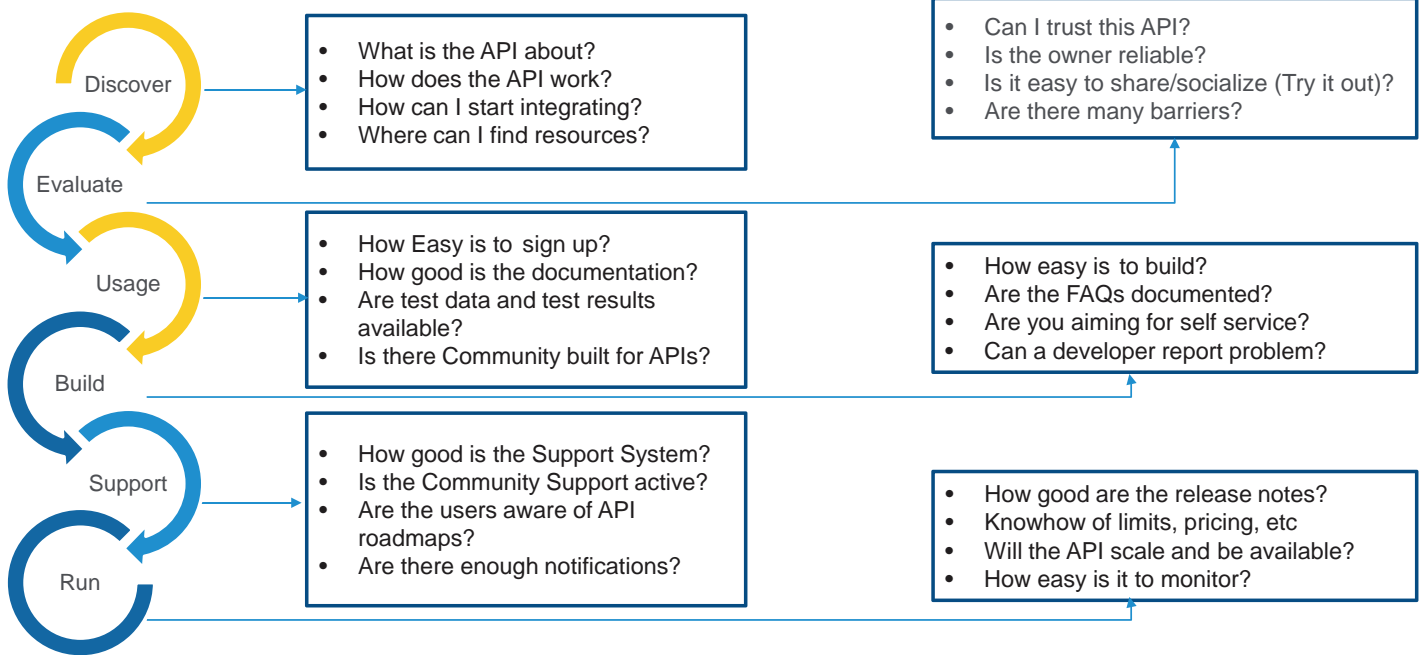 Discover
• What is the API about?
• How does the API work?
• How can I start integrating?
• Where can I find resources?
Evaluate
• Can I trust this API?
• Is the owner reliable?
• Is it easy to share/socialize (Try it out)?
• Are there many barriers?
Usage
• How Easy is to sign up?
• How good is the documentation?
• Are test data and test results
available?
• Is there Community built for APIs?
Build
• How easy is to build?
• Are the FAQs documented?
• Are you aiming for self service?
• Can a developer report problem?
Support
• How good is the Support System?
• Is the Community Support active?
• Are the users aware of API
roadmaps?
• Are there enough notifications?
Run
• How good are the release notes?
• Knowhow of limits, pricing, etc
• Will the API scale and be available?
• How easy is it to monitor?